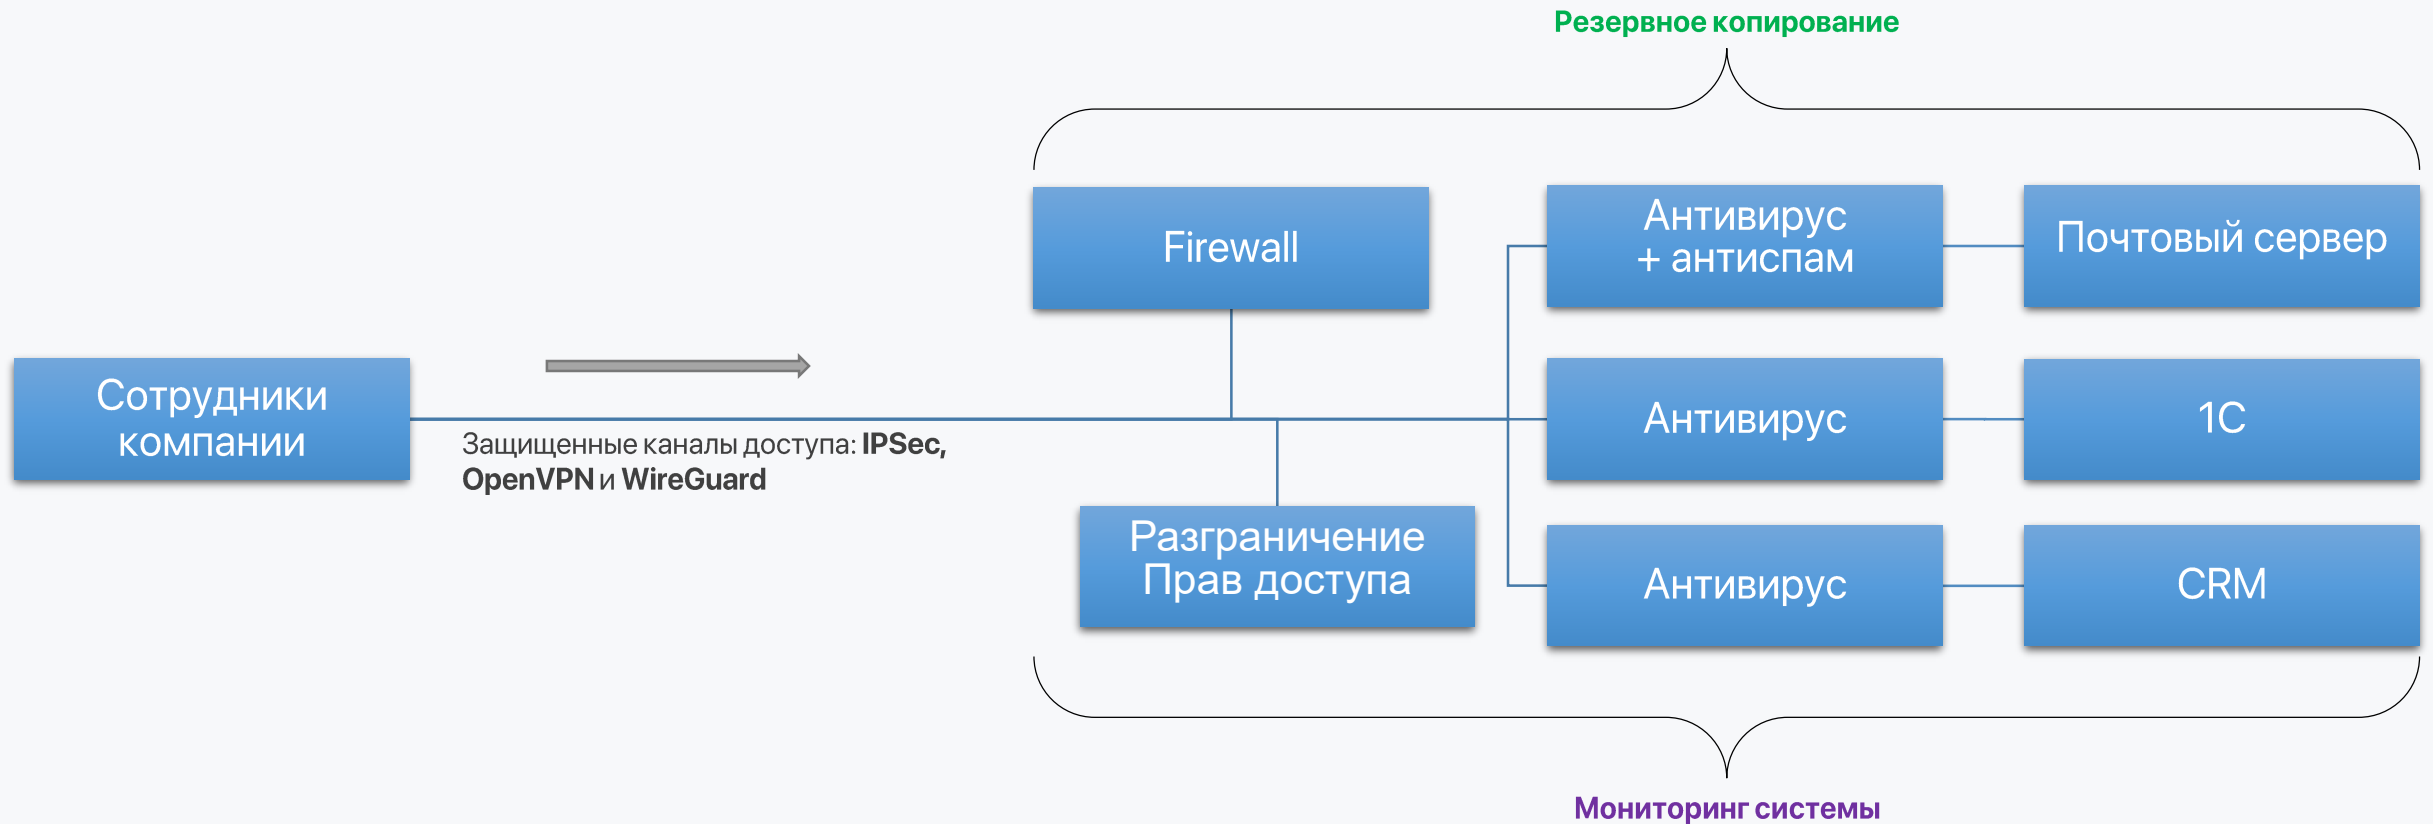 Резервное копирование
Firewall
Антивирус
+ антиспам
Почтовый сервер
Сотрудники
компании
Защищенные каналы доступа: IPSec,
OpenVPN и WireGuard
Антивирус
1C
Разграничение
Прав доступа
Антивирус
CRM
Мониторинг системы